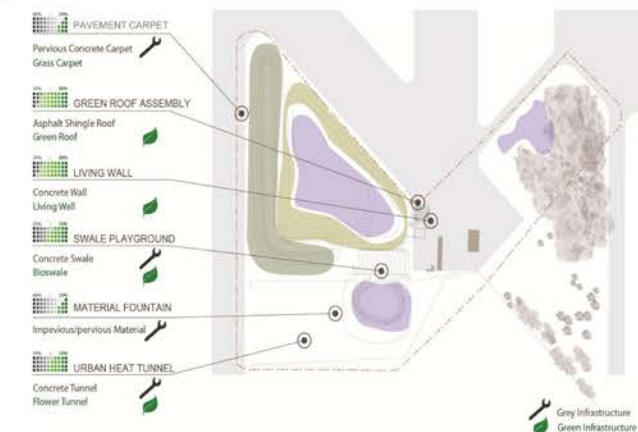 PAVEMENT CARPET
Pervious Concrete Carpet
Grass Carpet
GREEN ROOF ASSEMBLY
Asphalt Shingle Roof
Green Roof
LIVING WALL
Concrete Wall
Living Wall
SWALE PLAYGROUND
Concrete Swale
Bioswale
MATERIAL FOUNTAIN
Impevious/pervious Material
URBAN HEAT TUNNEL
Concrete Tunnel
Flower Tunnel
Grey Infrastructure
Green Infrastructure